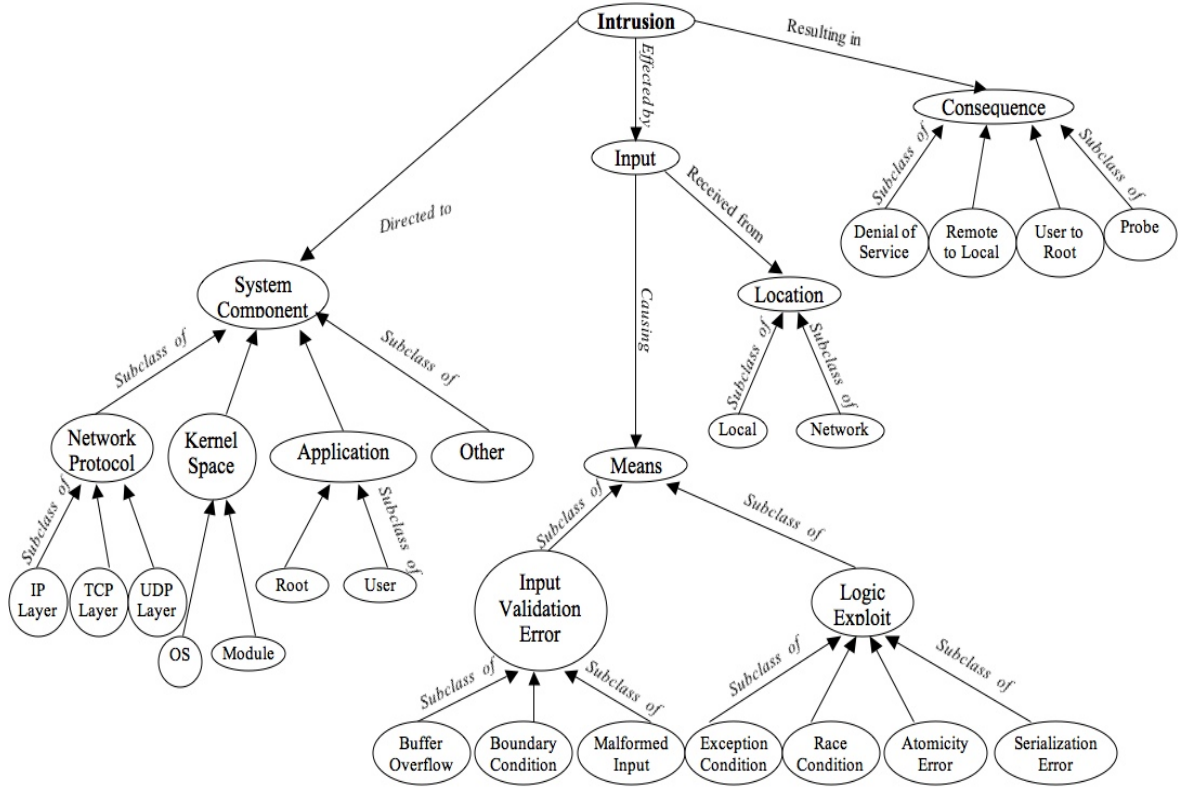 Intrusion
Resulting in
Effected by
Consequence
Input
Subclass of
Subclass of
Received from
Directed to
Denial of
Service
Remote
to Local
User to
Root
Probe
System
Component
Location
Causing
Subclass of
Subclass of
Subclass of
Subclass of
Local
Network
Network
Protocol
Kernel
Space
Application
Other
Means
Subclass of
Subclass of
Subclass of
Subclass of
IP
Layer
TCP
Layer
UDP
Layer
Root
User
OS
Module
Input
Validation
Error
Logic
Exploit
Subclass of
Subclass of
Subclass of
Subclass of
Buffer
Overflow
Boundary
Condition
Malformed
Input
Exception
Condition
Race
Condition
Atomicity
Error
Serialization
Error